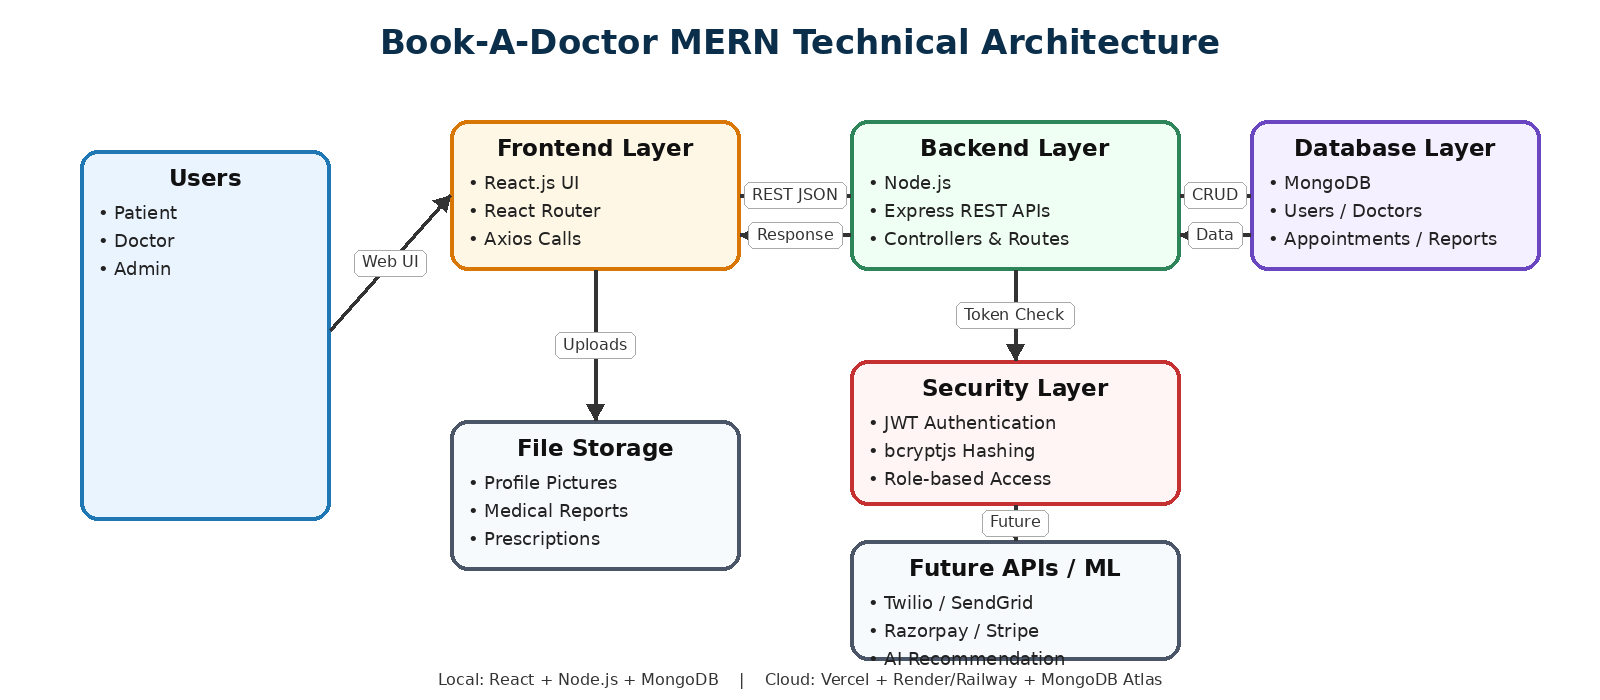 Book-A-Doctor MERN Technical Architecture
Users
• Patient
• Doctor
• Admin
Web UI
Frontend Layer
• React.js UI
• React Router
• Axios Calls
REST JSON
Response
Backend Layer
• Node.js
• Express REST APIs
• Controllers & Routes
CRUD
Data
Database Layer
• MongoDB
• Users / Doctors
• Appointments / Reports
Uploads
File Storage
• Profile Pictures
• Medical Reports
• Prescriptions
Token Check
Security Layer
• JWT Authentication
• bcryptjs Hashing
• Role-based Access
Future
Future APIs / ML
• Twilio / SendGrid
• Razorpay / Stripe
• AI Recommendation
Local: React + Node.js + MongoDB | Cloud: Vercel + Render/Railway + MongoDB Atlas